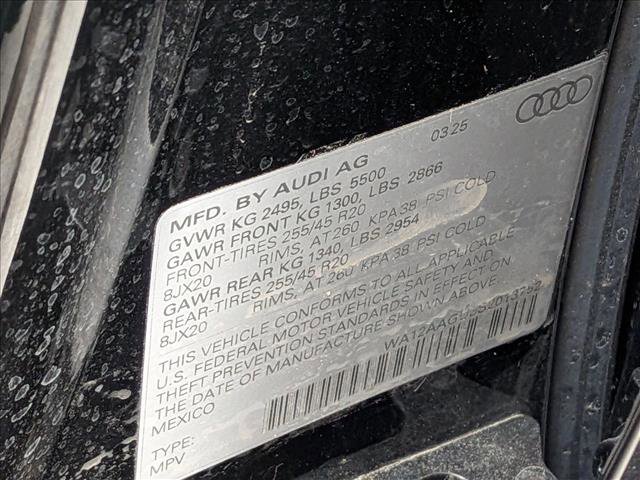 MFD. BY AUDI AG 03.25
GVWR KG 2495, LBS 5500
GAWR FRONT KG 1300, LBS 2866
FRONT-TIRES 255/45 R20
8JX20 RIMS, AT 260 KPA 38 PSI COLD
GAWR REAR KG 1340, LBS 2954
REAR-TIRES 255/45 R20
8JX20 RIMS, AT 260 KPA 38 PSI COLD
THIS VEHICLE CONFORMS TO ALL APPLICABLE
U.S. FEDERAL MOTOR VEHICLE SAFETY AND
THEFT PREVENTION STANDARDS IN EFFECT ON
THE DATE OF MANUFACTURE SHOWN ABOVE.
MEXICO
TYPE:
MPV